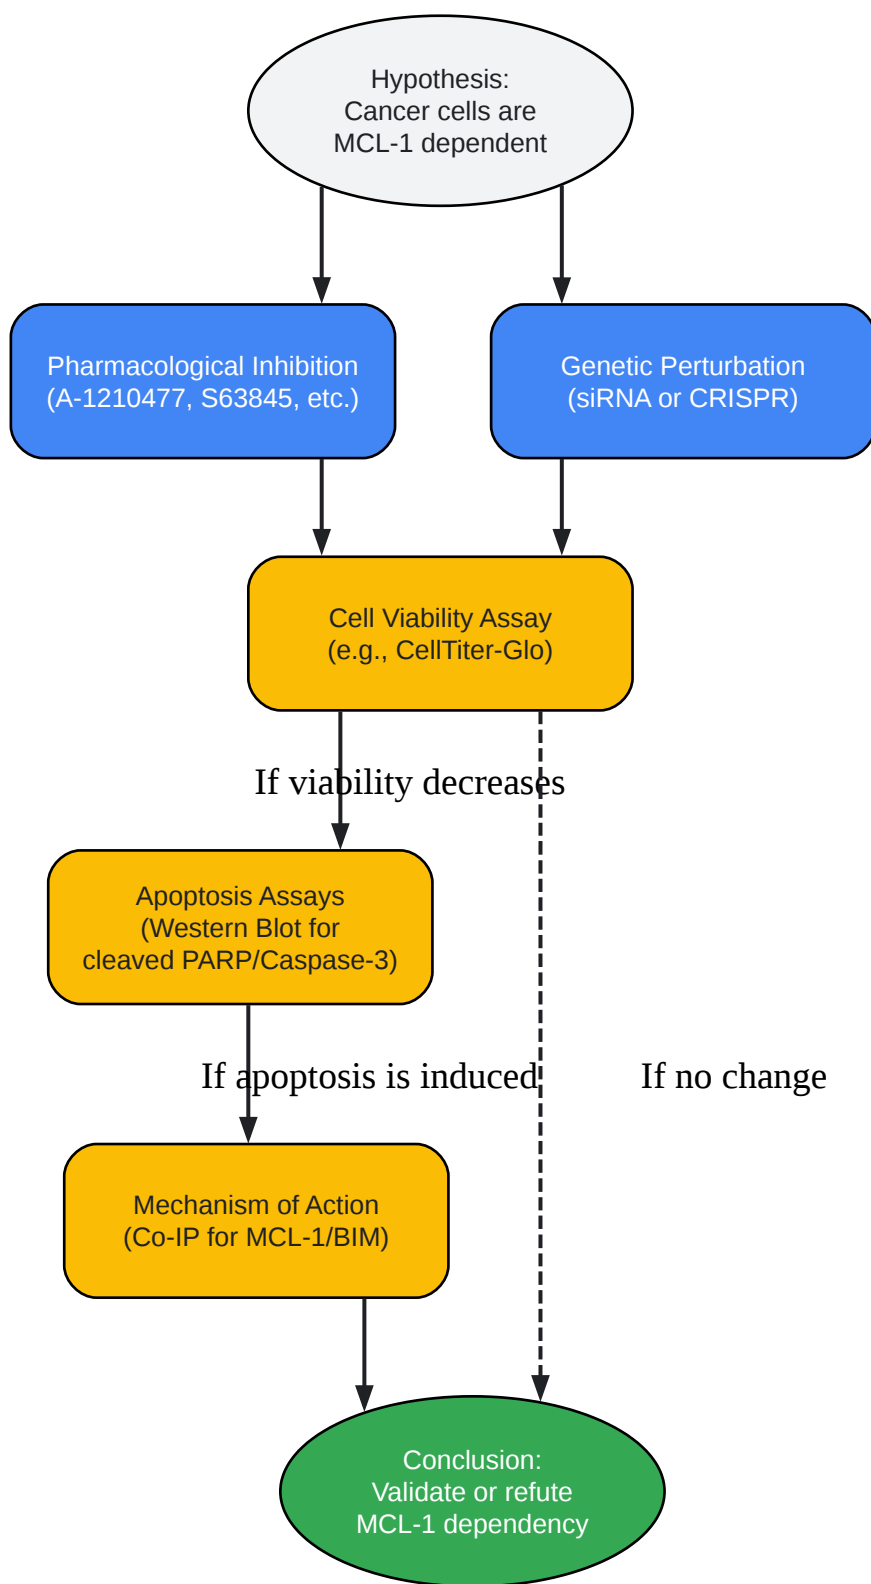 Hypothesis:
Cancer cells are
MCL-1 dependent
Pharmacological Inhibition
(A-1210477, S63845, etc.)
Genetic Perturbation
(siRNA or CRISPR)
Cell Viability Assay
(e.g., CellTiter-Glo)
If viability decreases
Apoptosis Assays
(Western Blot for
cleaved PARP/Caspase-3)
If apoptosis is induced
If no change
Mechanism of Action
(Co-IP for MCL-1/BIM)
Conclusion:
Validate or refute
MCL-1 dependency